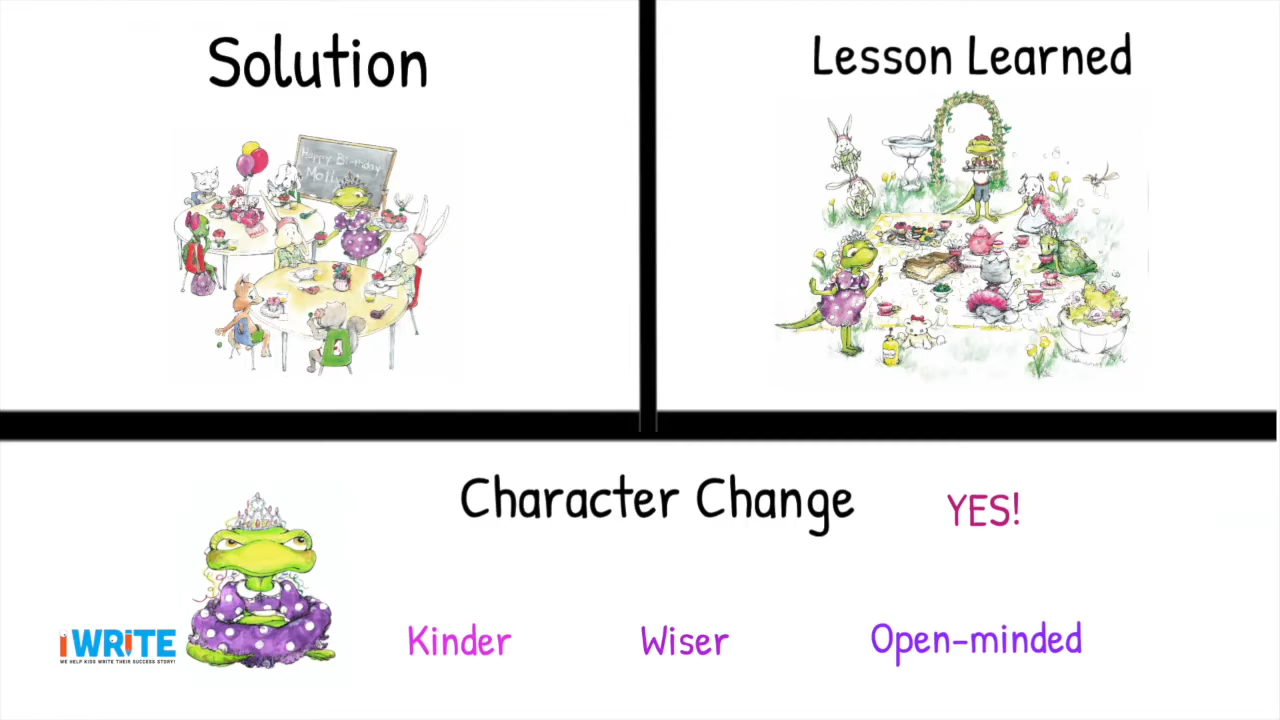 Solution
Lesson Learned
Happy Birthday
Character Change
YES!
iWRiTE
WE HELP KIDS WRITE THEIR SUCCESS STORY!
Kinder
Wiser
Open-minded